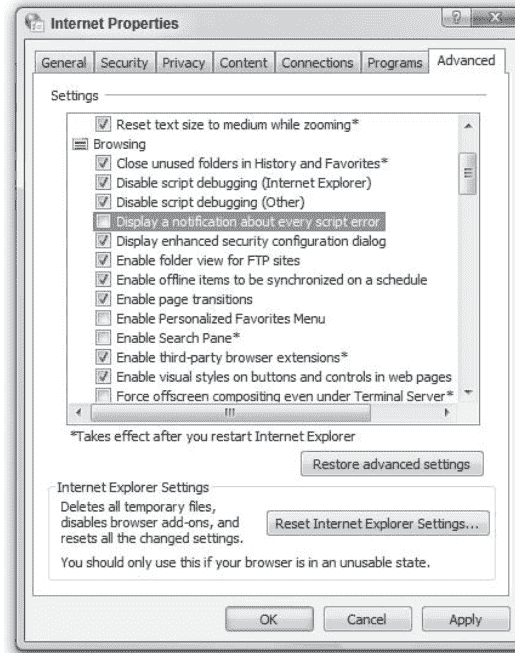 Internet Properties
General Security Privacy Content Connections Programs Advanced
Settings
Reset text size to medium while zooming*
Browsing
Close unused folders in History and Favorites*
Disable script debugging (Internet Explorer)
Disable script debugging (Other)
Display a notification about every script error
Display enhanced security configuration dialog
Enable folder view for FTP sites
Enable offline items to be synchronized on a schedule
Enable page transitions
Enable Personalized Favorites Menu
Enable Search Pane*
Enable third-party browser extensions*
Enable visual styles on buttons and controls in web pages
Force offscreen compositing even under Terminal Server*
*Takes effect after you restart Internet Explorer
Restore advanced settings
Internet Explorer Settings
Deletes all temporary files,
disables browser add-ons, and
resets all the changed settings.
Reset Internet Explorer Settings...
You should only use this if your browser is in an unusable state.
OK Cancel Apply